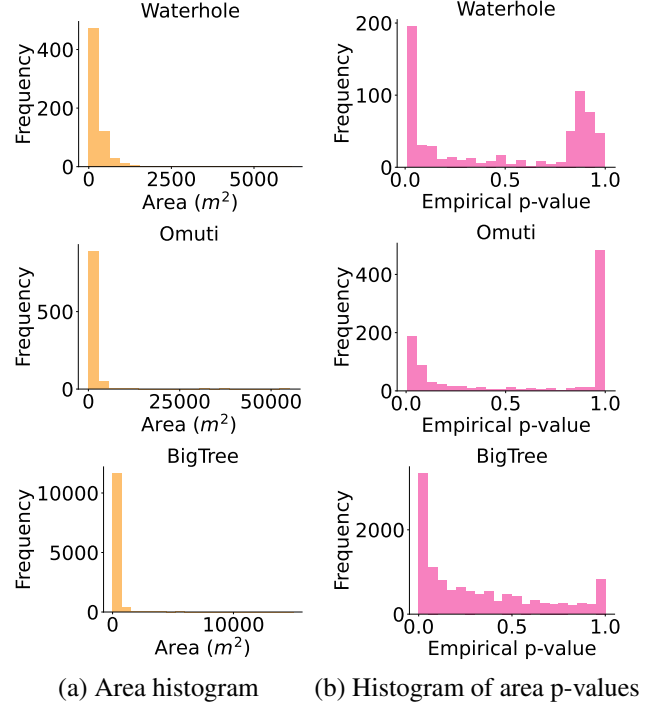 Waterhole
Frequency
400
200
0
0
2500
5000
Area (m²)
Waterhole
Frequency
200
100
0
0.0
0.5
1.0
Empirical p-value
Omuti
Frequency
500
0
0
25000
50000
Area (m²)
Omuti
Frequency
400
200
0
0.0
0.5
1.0
Empirical p-value
BigTree
Frequency
10000
5000
0
0
10000
Area (m²)
BigTree
Frequency
2000
0
0.0
0.5
1.0
Empirical p-value
(a) Area histogram
(b) Histogram of area p-values